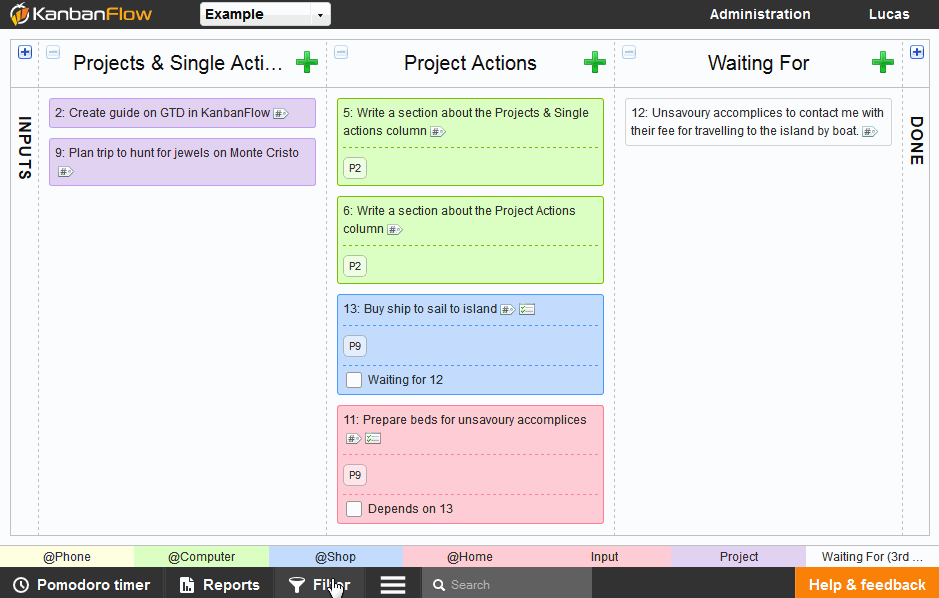 KanbanFlow
Example
Administration
Lucas
Projects & Single Acti...
Project Actions
Waiting For
INPUTS
DONE
2: Create guide on GTD in KanbanFlow #
9: Plan trip to hunt for jewels on Monte Cristo
#
5: Write a section about the Projects & Single
actions column #
P2
6: Write a section about the Project Actions
column #
P2
13: Buy ship to sail to island #
P9
Waiting for 12
11: Prepare beds for unsavoury accomplices
#
P9
Depends on 13
12: Unsavoury accomplices to contact me with
their fee for travelling to the island by boat. #
@Phone
@Computer
@Shop
@Home
Input
Project
Waiting For (3rd ...
Pomodoro timer
Reports
Filter
Search
Help & feedback